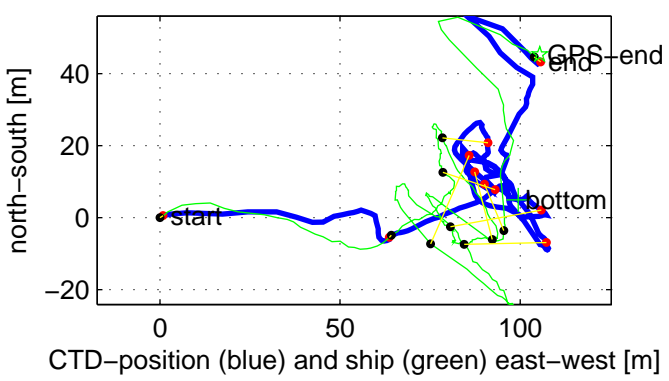 GPS−end
end
40
20
bottom
start
0
−20
0
50
100
north−south [m]
CTD−position (blue) and ship (green) east−west [m]